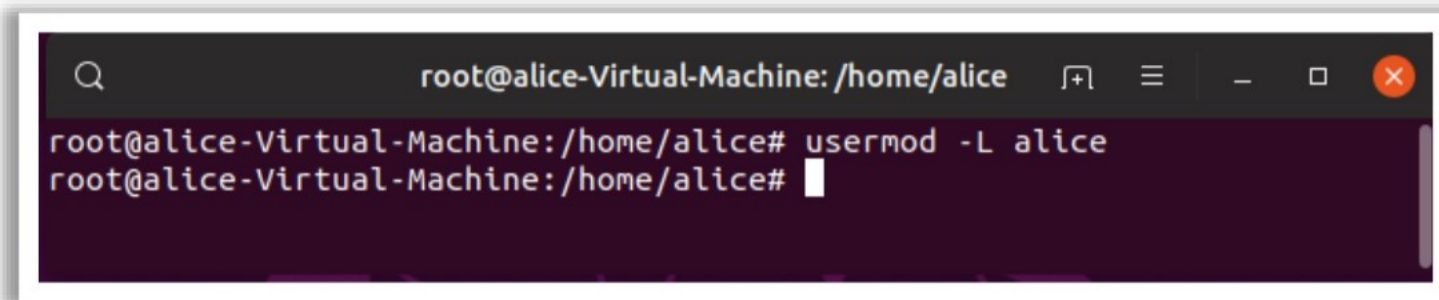 root@alice-Virtual-Machine: /home/alice
root@alice-Virtual-Machine:/home/alice# usermod -L alice
root@alice-Virtual-Machine:/home/alice#